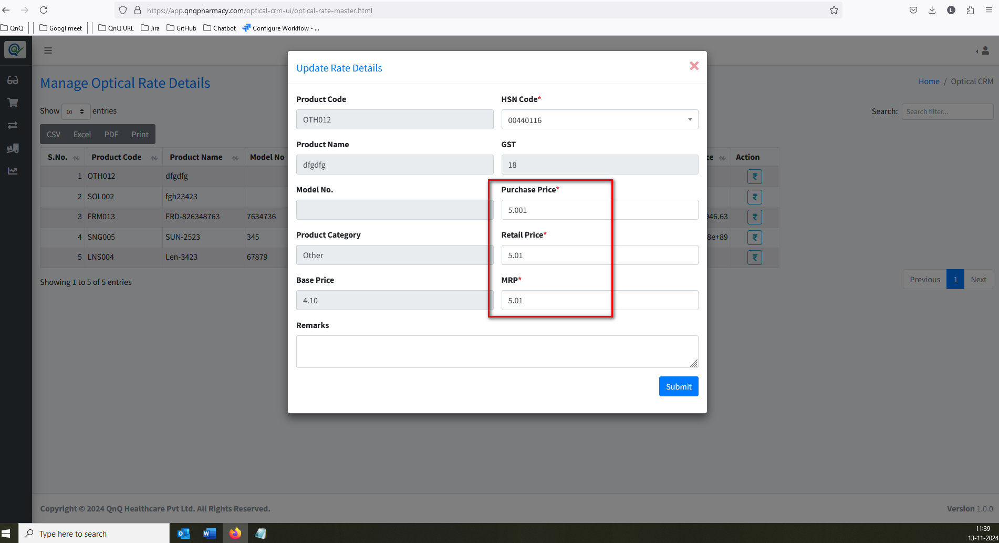 https://app.qnqpharmacy.com/optical-crm-ui/optical-rate-master.html
L
QnQ
Googl meet
QnQ URL
Jira
GitHub
Chatbot
Configure Workflow - ...
Manage Optical Rate Details
Home / Optical CRM
Show 10 entries
Search: Search filter...
CSV Excel PDF Print
S.No. Product Code Product Name Model No ce Action
1 OTH012 dfgdfg ₹
2 SOL002 fgh23423 ₹
3 FRM013 FRD-826348763 7634736 946.63 ₹
4 SNG005 SUN-2523 345 8e+89 ₹
5 LNS004 Len-3423 67879 ₹
Showing 1 to 5 of 5 entries
Previous 1 Next
Update Rate Details
Product Code
OTH012
HSN Code*
00440116
Product Name
dfgdfg
GST
18
Model No.
Purchase Price*
5.001
Product Category
Other
Retail Price*
5.01
Base Price
4.10
MRP*
5.01
Remarks
Submit
Copyright © 2024 QnQ Healthcare Pvt Ltd. All Rights Reserved.
Version 1.0.0
Type here to search
11:39
13-11-2024